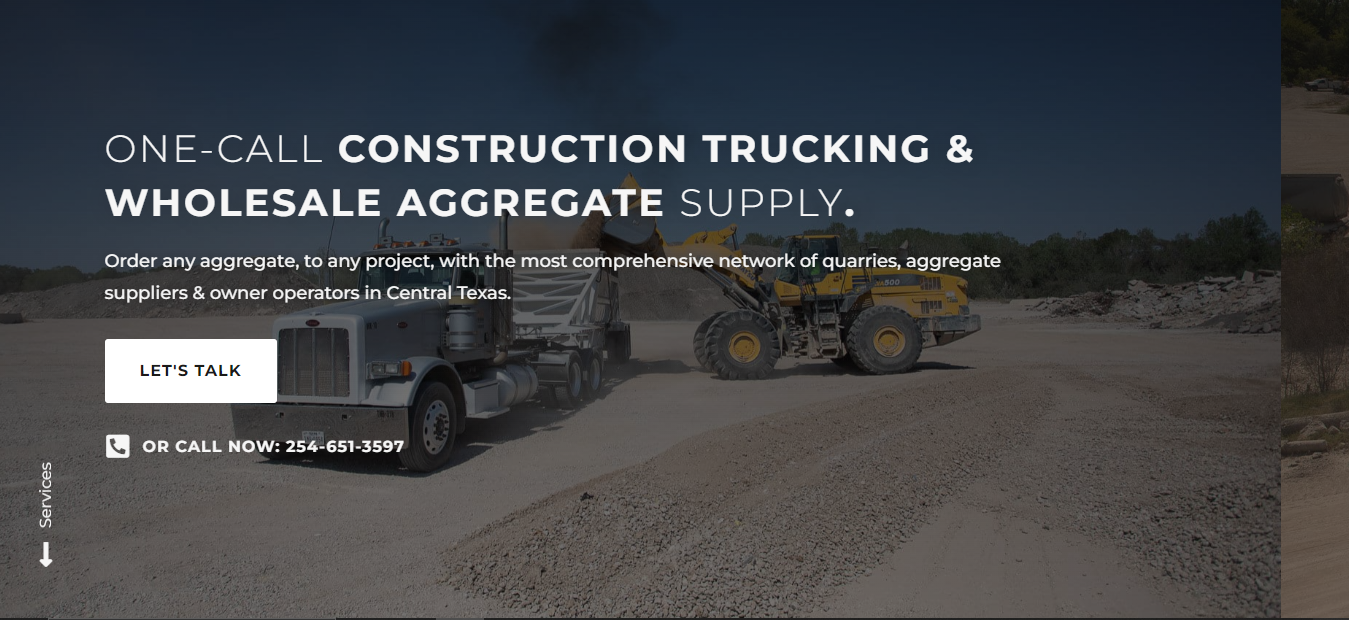 ONE-CALL CONSTRUCTION TRUCKING &
WHOLESALE AGGREGATE SUPPLY.
Order any aggregate, to any project, with the most comprehensive network of quarries, aggregate
suppliers & owner operators in Central Texas.
LET'S TALK
OR CALL NOW: 254-651-3597
Services